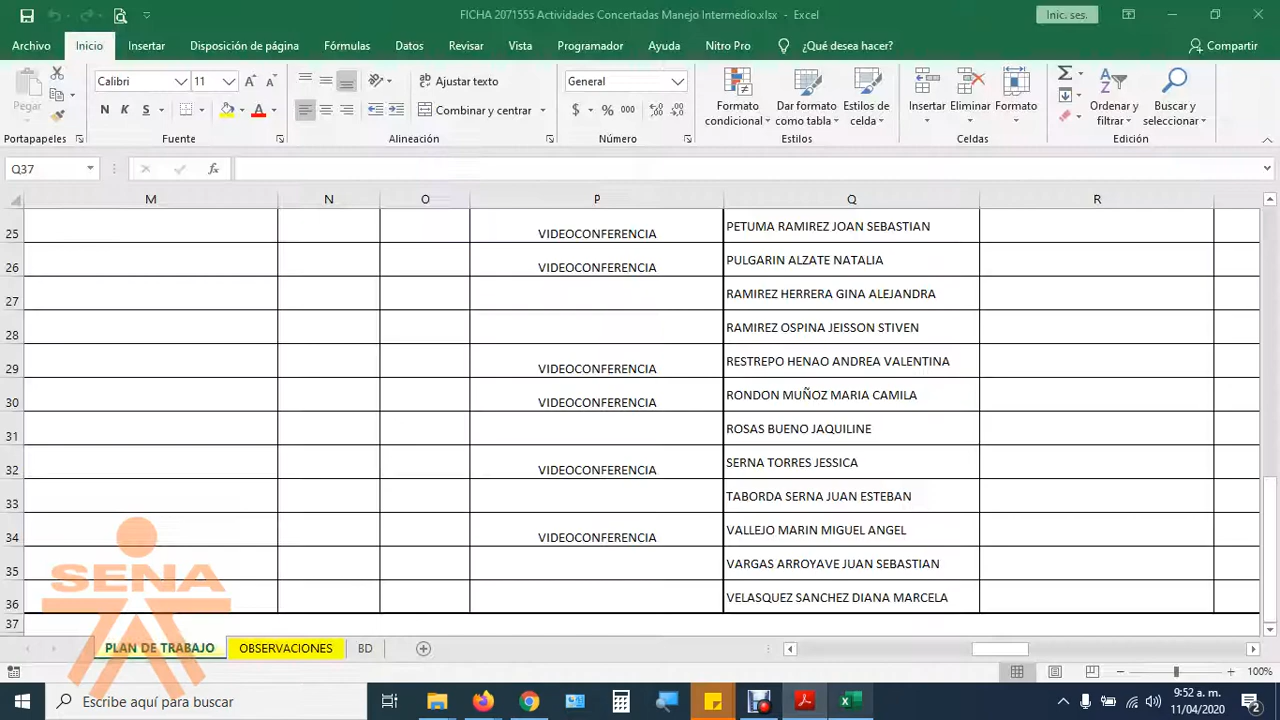 FICHA 2071555 Actividades Concertadas Manejo Intermedio.xlsx - Excel
Inic. ses.
Archivo Inicio Insertar Disposición de página Fórmulas Datos Revisar Vista Programador Ayuda Nitro Pro ¿Qué desea hacer? Compartir
Pegar
Calibri 11
N K S
Ajustar texto
Combinar y centrar
General
$ % 000
Formato condicional
Dar formato como tabla
Estilos de celda
Insertar Eliminar Formato
Ordenar y filtrar
Buscar y seleccionar
Portapapeles Fuente Alineación Número Estilos Celdas Edición
Q37 fx
M N O P Q R
25 VIDEOCONFERENCIA PETUMA RAMIREZ JOAN SEBASTIAN
26 VIDEOCONFERENCIA PULGARIN ALZATE NATALIA
27 RAMIREZ HERRERA GINA ALEJANDRA
28 RAMIREZ OSPINA JEISSON STIVEN
29 VIDEOCONFERENCIA RESTREPO HENAO ANDREA VALENTINA
30 VIDEOCONFERENCIA RONDON MUÑOZ MARIA CAMILA
31 ROSAS BUENO JAQUILINE
32 VIDEOCONFERENCIA SERNA TORRES JESSICA
33 TABORDA SERNA JUAN ESTEBAN
34 VIDEOCONFERENCIA VALLEJO MARIN MIGUEL ANGEL
35 VARGAS ARROYAVE JUAN SEBASTIAN
36 VELASQUEZ SANCHEZ DIANA MARCELA
37
SENA
PLAN DE TRABAJO OBSERVACIONES BD
100%
Escribe aquí para buscar
9:52 a. m.
11/04/2020
2